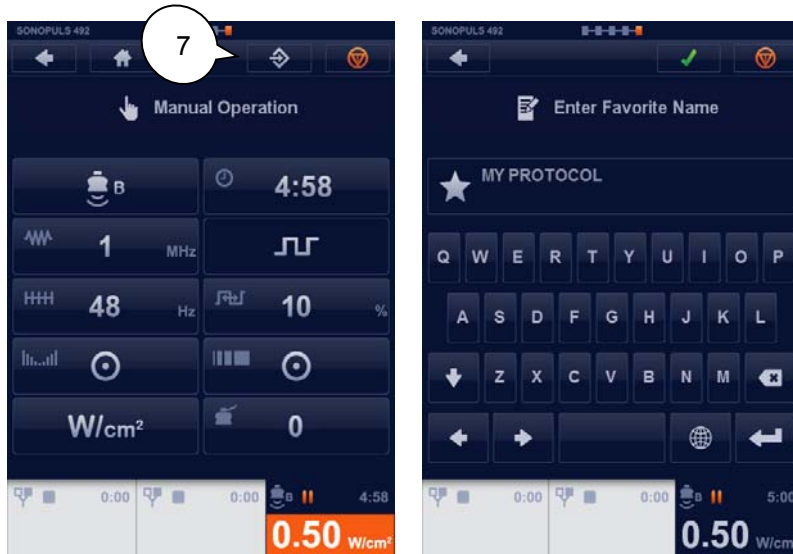 SONOPULS 492
7
Manual Operation
B
4:58
1 MHz
48 Hz
10 %
W/cm²
0
0:00
0:00
B
4:58
0.50 W/cm²
SONOPULS 492
Enter Favorite Name
MY PROTOCOL
Q W E R T Y U I O P
A S D F G H J K L
Z X C V B N M
0:00
0:00
B
5:00
0.50 W/cm